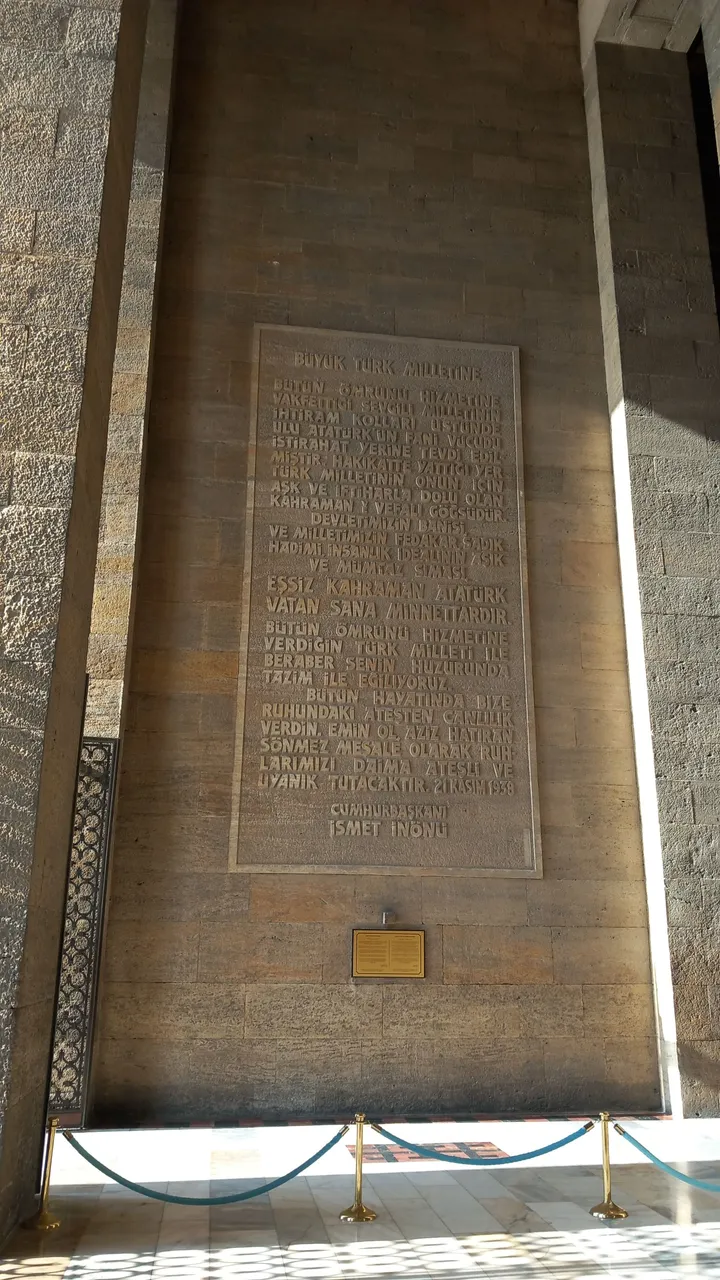 BÜYÜK TÜRK MİLLETİNE
BÜTÜN ÖMRÜNÜ HİZMETİNE
VAKFETTİĞİ SEVGİLİ MİLLETİNİN
İHTİRAM KOLLARI ÜSTÜNDE
ULU ATATÜRKÜN FANİ VÜCUDU
İSTİRAHAT YERİNE TEVDİ EDİL
MİŞTİR. HAKİKATTE YATTIĞI YER
TÜRK MİLLETİNİN ONUN İÇİN
AŞK VE İFTİHARLA DOLU OLAN
KAHRAMAN VE VEFALI GÖĞSÜDÜR.
DEVLETİMİZİN BANİSİ
VE MİLLETİMİZİN FEDAKAR, SADIK
HADİMİ, İNSANLIK İDEALİNİN AŞIK
VE MÜMTAZ SİMASI
EŞSİZ KAHRAMAN ATATÜRK
VATAN SANA MİNNETTARDIR.
BÜTÜN ÖMRÜNÜ HİZMETİNE
VERDİĞİN TÜRK MİLLETİ İLE
BERABER SENİN HUZURUNDA
TAZİM İLE EĞİLİYORUZ.
BÜTÜN HAYATINDA BİZE
RUHUNDAKİ ATEŞTEN CANLILIK
VERDİN. EMİN OL, AZİZ HATIRAN
SÖNMEZ MEŞALE OLARAK RUH-
LARIMIZI DAİMA ATEŞLİ VE
UYANIK TUTACAKTIR. 21 KASIM 1938
CUMHURBAŞKANI
İSMET İNÖNÜ